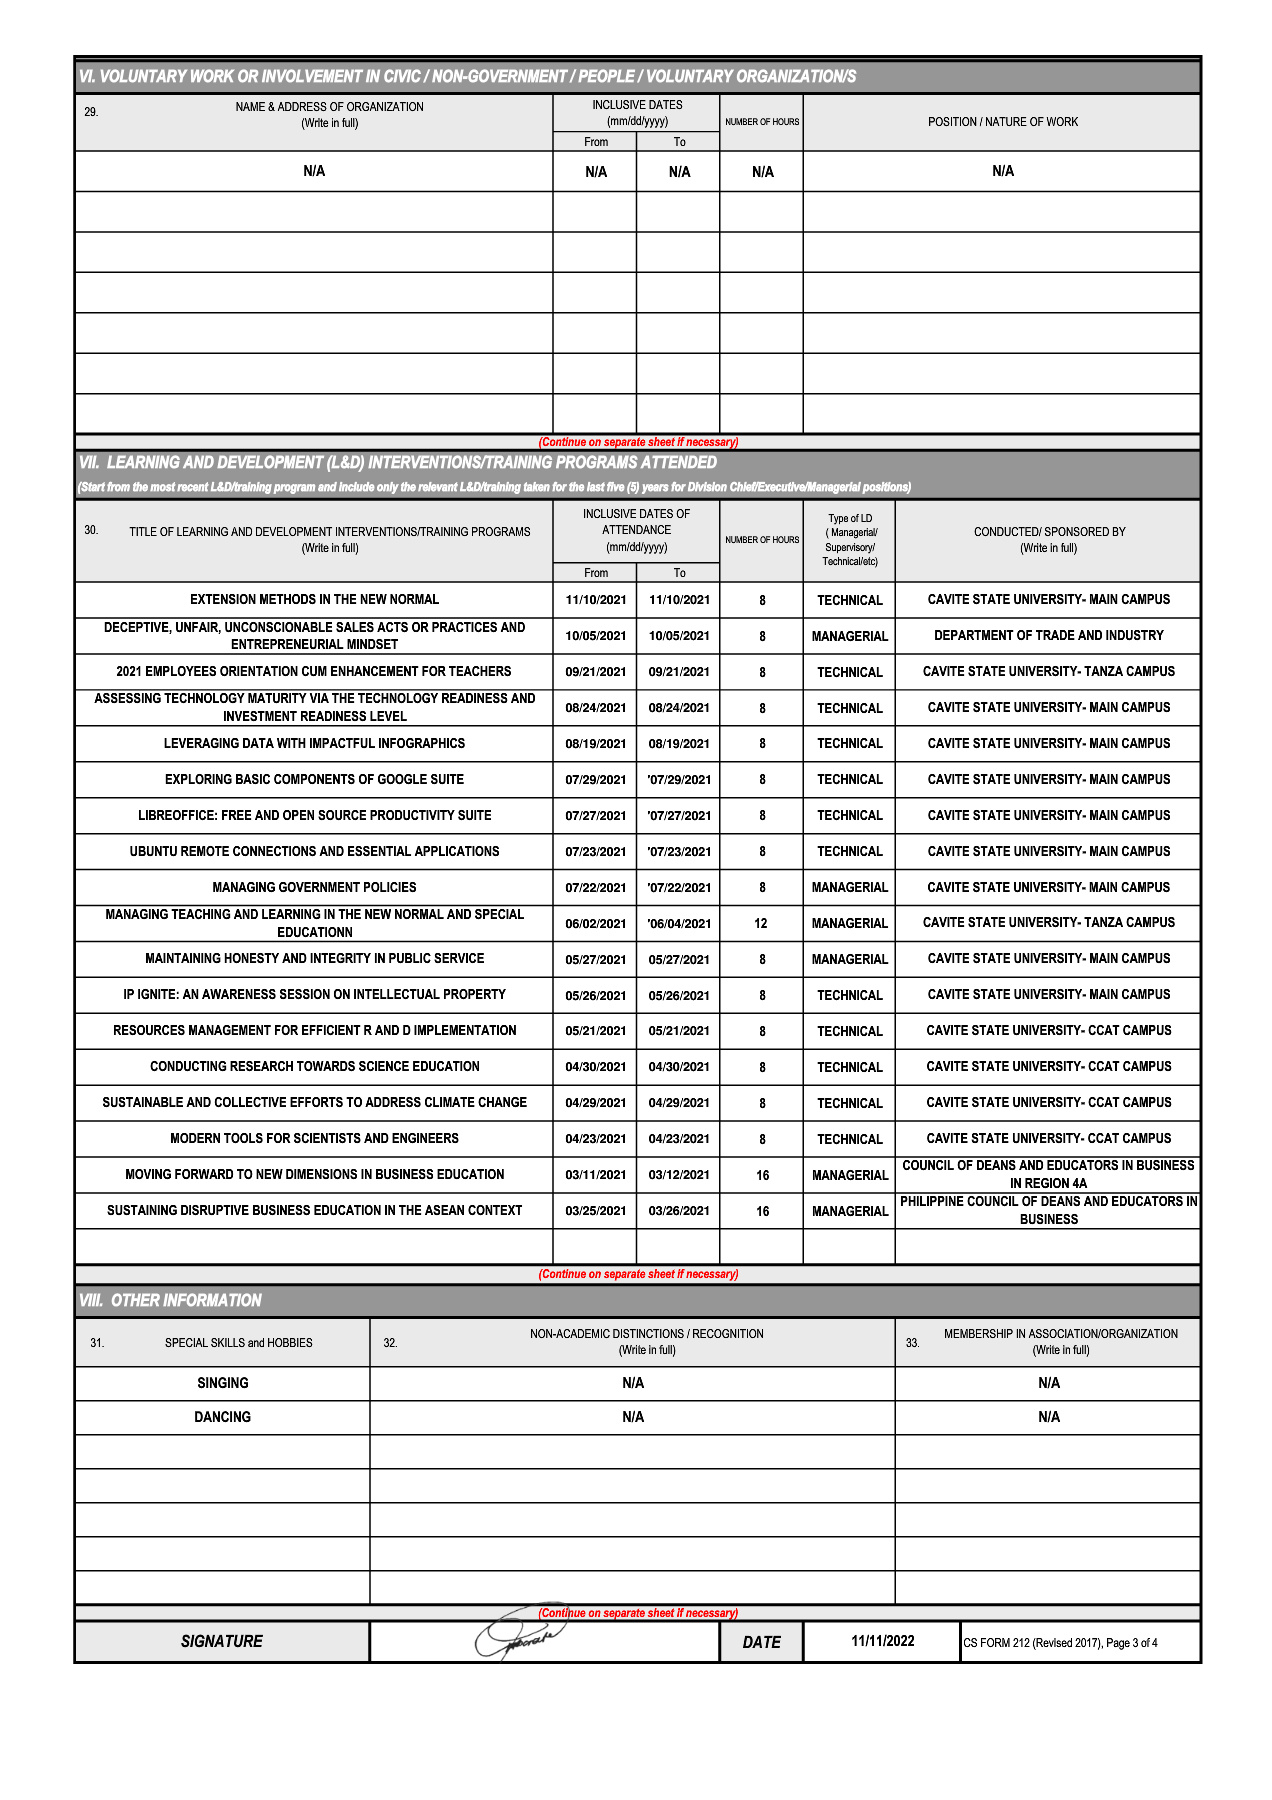 VI. VOLUNTARY WORK OR INVOLVEMENT IN CIVIC / NON-GOVERNMENT / PEOPLE / VOLUNTARY ORGANIZATION/S
29. NAME & ADDRESS OF ORGANIZATION
(Write in full)
INCLUSIVE DATES
(mm/dd/yyyy)
From To
NUMBER OF HOURS
POSITION / NATURE OF WORK
N/A N/A N/A N/A N/A
(Continue on separate sheet if necessary)
VII. LEARNING AND DEVELOPMENT (L&D) INTERVENTIONS/TRAINING PROGRAMS ATTENDED
(Start from the most recent L&D/training program and include only the relevant L&D/training taken for the last five (5) years for Division Chief/Executive/Managerial positions)
30. TITLE OF LEARNING AND DEVELOPMENT INTERVENTIONS/TRAINING PROGRAMS
(Write in full)
INCLUSIVE DATES OF
ATTENDANCE
(mm/dd/yyyy)
From To
NUMBER OF HOURS
Type of LD
( Managerial/
Supervisory/
Technical/etc)
CONDUCTED/ SPONSORED BY
(Write in full)
EXTENSION METHODS IN THE NEW NORMAL 11/10/2021 11/10/2021 8 TECHNICAL CAVITE STATE UNIVERSITY- MAIN CAMPUS
DECEPTIVE, UNFAIR, UNCONSCIONABLE SALES ACTS OR PRACTICES AND
ENTREPRENEURIAL MINDSET
10/05/2021 10/05/2021 8 MANAGERIAL DEPARTMENT OF TRADE AND INDUSTRY
2021 EMPLOYEES ORIENTATION CUM ENHANCEMENT FOR TEACHERS 09/21/2021 09/21/2021 8 TECHNICAL CAVITE STATE UNIVERSITY- TANZA CAMPUS
ASSESSING TECHNOLOGY MATURITY VIA THE TECHNOLOGY READINESS AND
INVESTMENT READINESS LEVEL
08/24/2021 08/24/2021 8 TECHNICAL CAVITE STATE UNIVERSITY- MAIN CAMPUS
LEVERAGING DATA WITH IMPACTFUL INFOGRAPHICS 08/19/2021 08/19/2021 8 TECHNICAL CAVITE STATE UNIVERSITY- MAIN CAMPUS
EXPLORING BASIC COMPONENTS OF GOOGLE SUITE 07/29/2021 '07/29/2021 8 TECHNICAL CAVITE STATE UNIVERSITY- MAIN CAMPUS
LIBREOFFICE: FREE AND OPEN SOURCE PRODUCTIVITY SUITE 07/27/2021 '07/27/2021 8 TECHNICAL CAVITE STATE UNIVERSITY- MAIN CAMPUS
UBUNTU REMOTE CONNECTIONS AND ESSENTIAL APPLICATIONS 07/23/2021 '07/23/2021 8 TECHNICAL CAVITE STATE UNIVERSITY- MAIN CAMPUS
MANAGING GOVERNMENT POLICIES 07/22/2021 '07/22/2021 8 MANAGERIAL CAVITE STATE UNIVERSITY- MAIN CAMPUS
MANAGING TEACHING AND LEARNING IN THE NEW NORMAL AND SPECIAL
EDUCATIONN
06/02/2021 '06/04/2021 12 MANAGERIAL CAVITE STATE UNIVERSITY- TANZA CAMPUS
MAINTAINING HONESTY AND INTEGRITY IN PUBLIC SERVICE 05/27/2021 05/27/2021 8 MANAGERIAL CAVITE STATE UNIVERSITY- MAIN CAMPUS
IP IGNITE: AN AWARENESS SESSION ON INTELLECTUAL PROPERTY 05/26/2021 05/26/2021 8 TECHNICAL CAVITE STATE UNIVERSITY- MAIN CAMPUS
RESOURCES MANAGEMENT FOR EFFICIENT R AND D IMPLEMENTATION 05/21/2021 05/21/2021 8 TECHNICAL CAVITE STATE UNIVERSITY- CCAT CAMPUS
CONDUCTING RESEARCH TOWARDS SCIENCE EDUCATION 04/30/2021 04/30/2021 8 TECHNICAL CAVITE STATE UNIVERSITY- CCAT CAMPUS
SUSTAINABLE AND COLLECTIVE EFFORTS TO ADDRESS CLIMATE CHANGE 04/29/2021 04/29/2021 8 TECHNICAL CAVITE STATE UNIVERSITY- CCAT CAMPUS
MODERN TOOLS FOR SCIENTISTS AND ENGINEERS 04/23/2021 04/23/2021 8 TECHNICAL CAVITE STATE UNIVERSITY- CCAT CAMPUS
MOVING FORWARD TO NEW DIMENSIONS IN BUSINESS EDUCATION 03/11/2021 03/12/2021 16 MANAGERIAL COUNCIL OF DEANS AND EDUCATORS IN BUSINESS
IN REGION 4A
SUSTAINING DISRUPTIVE BUSINESS EDUCATION IN THE ASEAN CONTEXT 03/25/2021 03/26/2021 16 MANAGERIAL PHILIPPINE COUNCIL OF DEANS AND EDUCATORS IN
BUSINESS
(Continue on separate sheet if necessary)
VIII. OTHER INFORMATION
31. SPECIAL SKILLS and HOBBIES
32. NON-ACADEMIC DISTINCTIONS / RECOGNITION
(Write in full)
33. MEMBERSHIP IN ASSOCIATION/ORGANIZATION
(Write in full)
SINGING N/A N/A
DANCING N/A N/A
(Continue on separate sheet if necessary)
SIGNATURE DATE 11/11/2022 CS FORM 212 (Revised 2017), Page 3 of 4